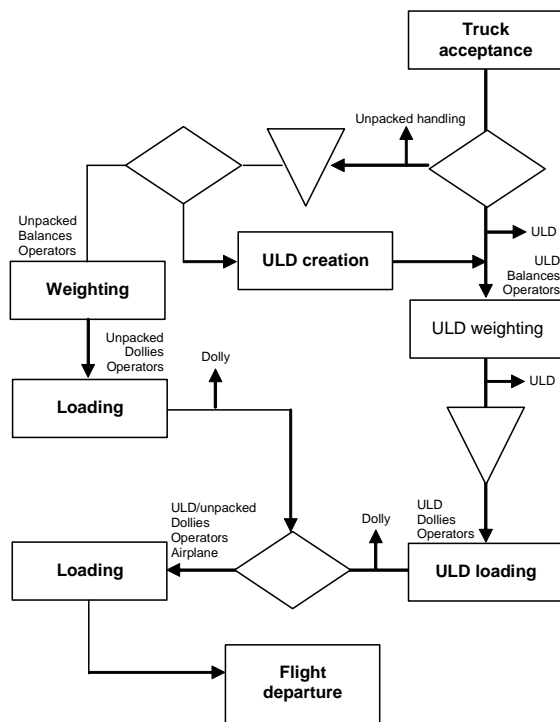 Truck
acceptance
Unpacked handling
Unpacked
Balances
Operators
ULD
ULD creation
ULD
Balances
Operators
Weighting
ULD weighting
Unpacked
Dollies
Operators
Dolly
ULD
Loading
ULD/unpacked
Dollies
Operators
Airplane
Dolly
ULD
Dollies
Operators
Loading
ULD loading
Flight
departure